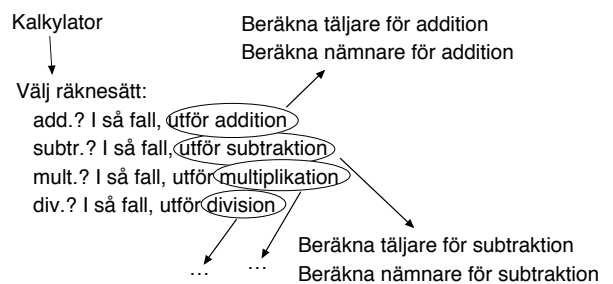 Kalkylator
Beräkna täljare för addition
Beräkna nämnare för addition
Välj räknesätt:
add.? I så fall, utför addition
subtr.? I så fall, utför subtraktion
mult.? I så fall, utför multiplikation
div.? I så fall, utför division
Beräkna täljare för subtraktion
Beräkna nämnare för subtraktion
...
...